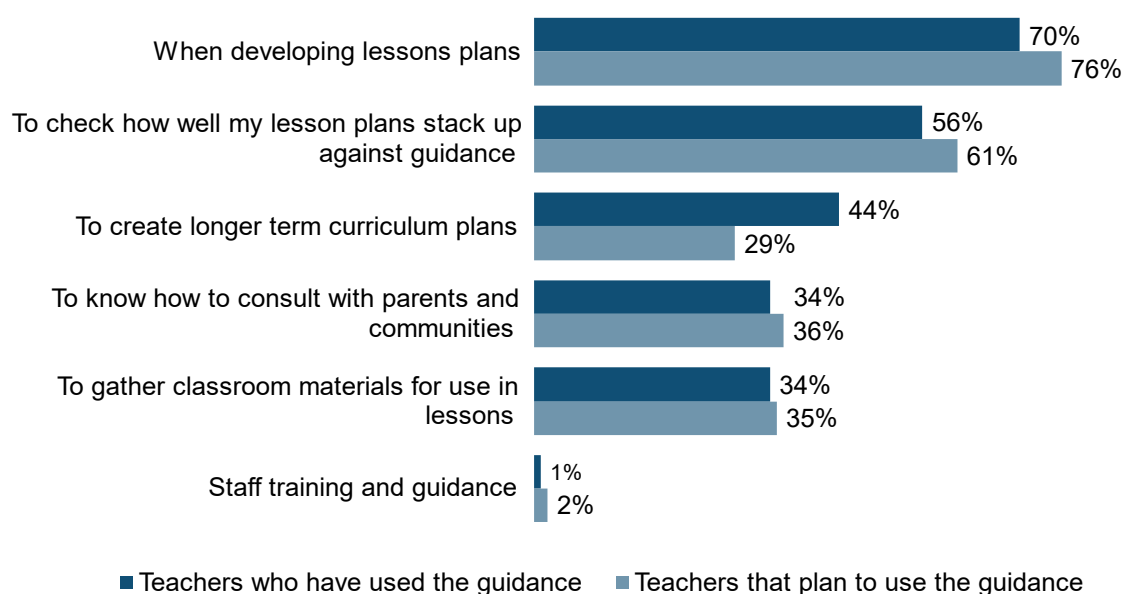 When developing lessons plans
70%
76%
To check how well my lesson plans stack up
against guidance
56%
61%
To create longer term curriculum plans
44%
29%
To know how to consult with parents and
communities
34%
36%
To gather classroom materials for use in
lessons
34%
35%
Staff training and guidance
1%
2%
Teachers who have used the guidance
Teachers that plan to use the guidance